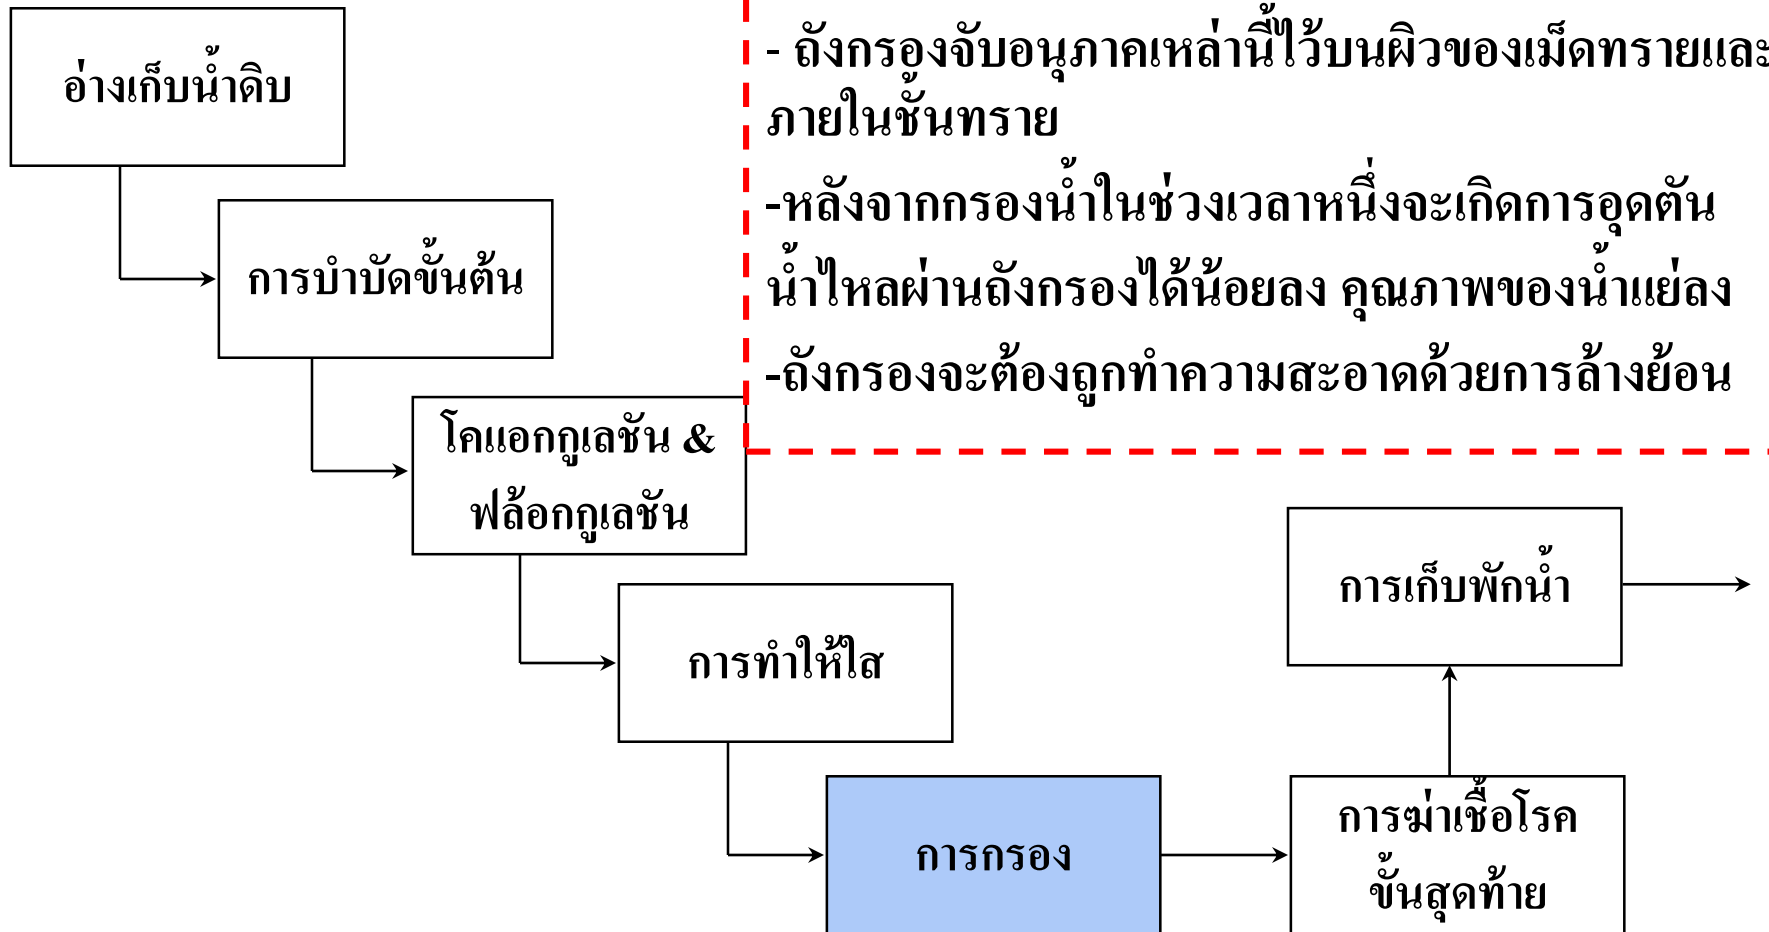 อ่างเก็บน้ำดิบ
- ถังกรองจับอนุภาคเหล่านี้ไว้บนผิวของเม็ดทรายและ
ภายในชั้นทราย
-หลังจากกรองน้ำในช่วงเวลาหนึ่งจะเกิดการอุดตัน
น้ำไหลผ่านถังกรองได้น้อยลง คุณภาพของน้ำแย่ลง
-ถังกรองจะต้องถูกทำความสะอาดด้วยการล้างย้อน
การบำบัดขั้นต้น
โคแอกกูเลชัน &
ฟล้อกกูเลชัน
การทำให้ใส
การเก็บพักน้ำ
การกรอง
การฆ่าเชื้อโรค
ขั้นสุดท้าย